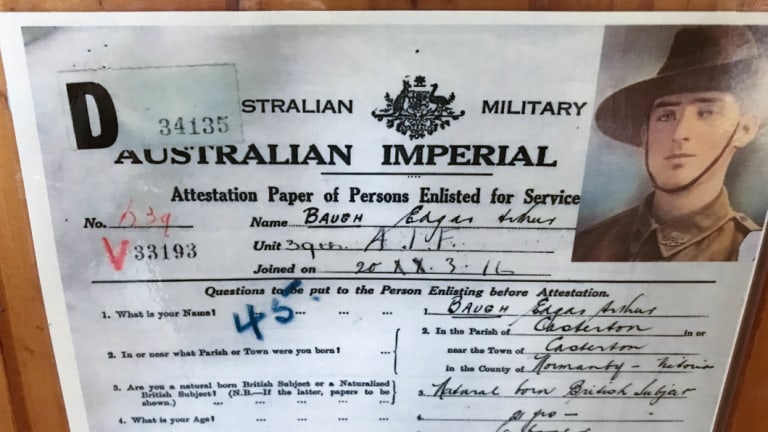 D 34135
STRALIAN MILITARY
AUSTRALIAN IMPERIAL
Attestation Paper of Persons Enlisted for Service
No. Name BAUGH Edgar Arthur
V33193 Unit A.I.F.
Joined on 20 3.16
Questions to be put to the Person Enlisting before Attestation.
45
1. What is your Name? ... ... ... 1. BAUGH Edgar Arthur
2. In or near what Parish or Town were you born? ...
2. In the Parish of Casterton in or
near the Town of Casterton
in the County of Normanby - Victoria
3. Are you a natural born British Subject or a Naturalized
British Subject? (N.B.—If the latter, papers to be
shown.) ... ... ... ...
3. Natural born British Subject
4. What is your Age? ... ... ... 4.